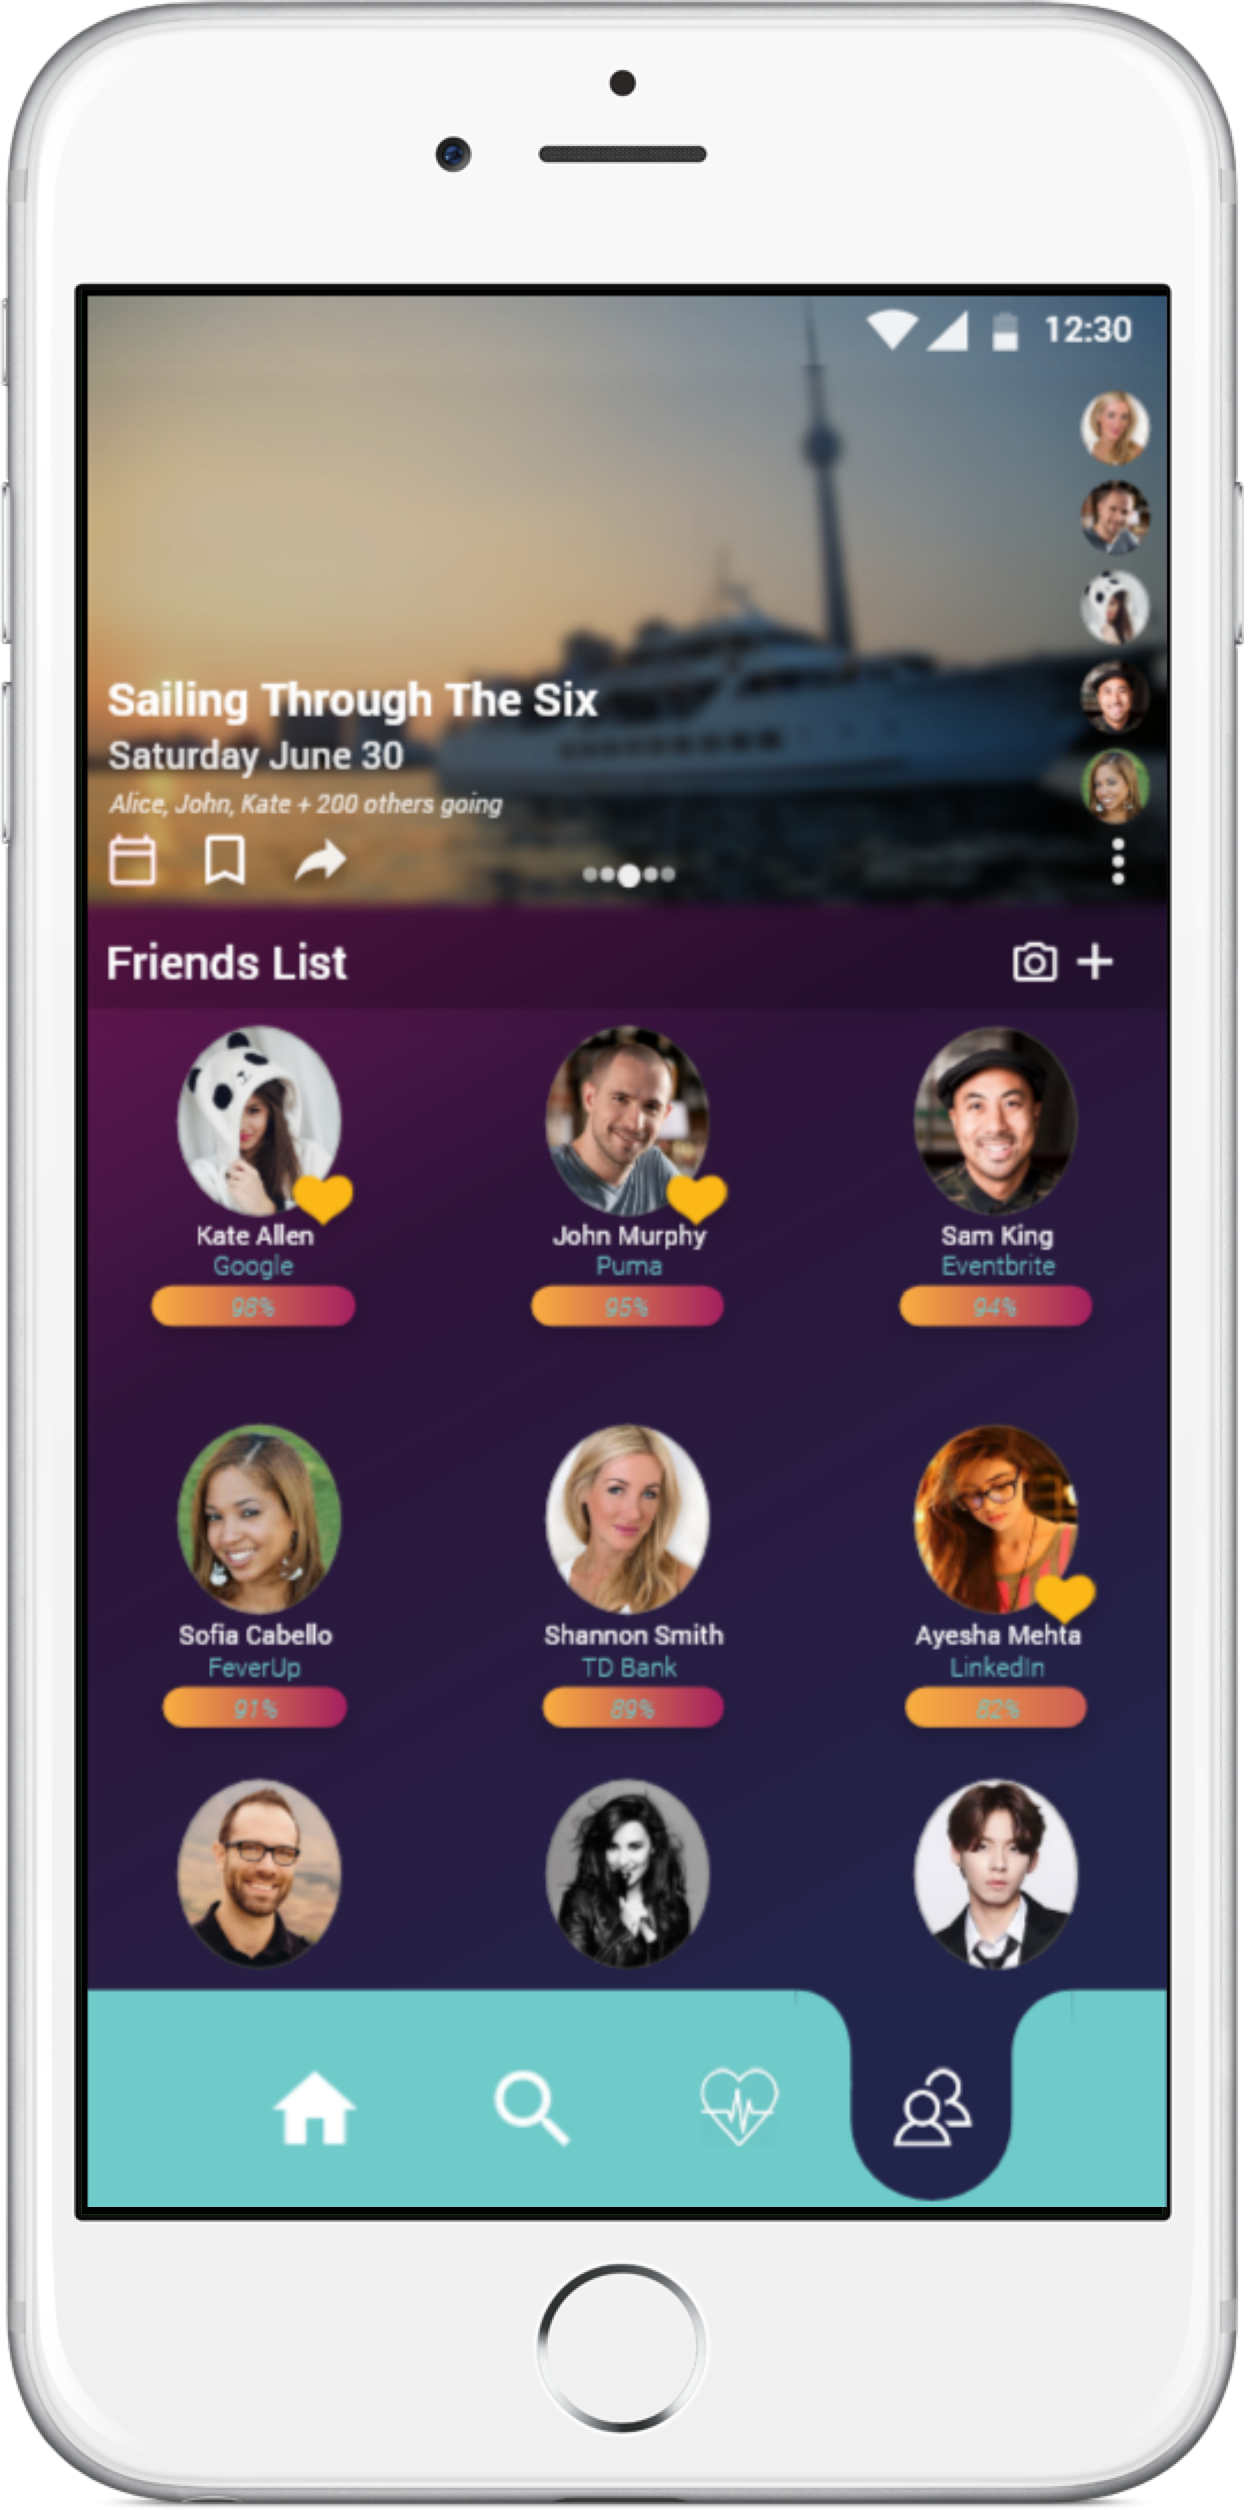 12:30
Sailing Through The Six
Saturday June 30
Alice, John, Kate + 200 others going
Friends List
Kate Allen
Google
98%
John Murphy
Puma
95%
Sam King
Eventbrite
94%
Sofia Cabello
FeverUp
91%
Shannon Smith
TD Bank
89%
Ayesha Mehta
LinkedIn
82%